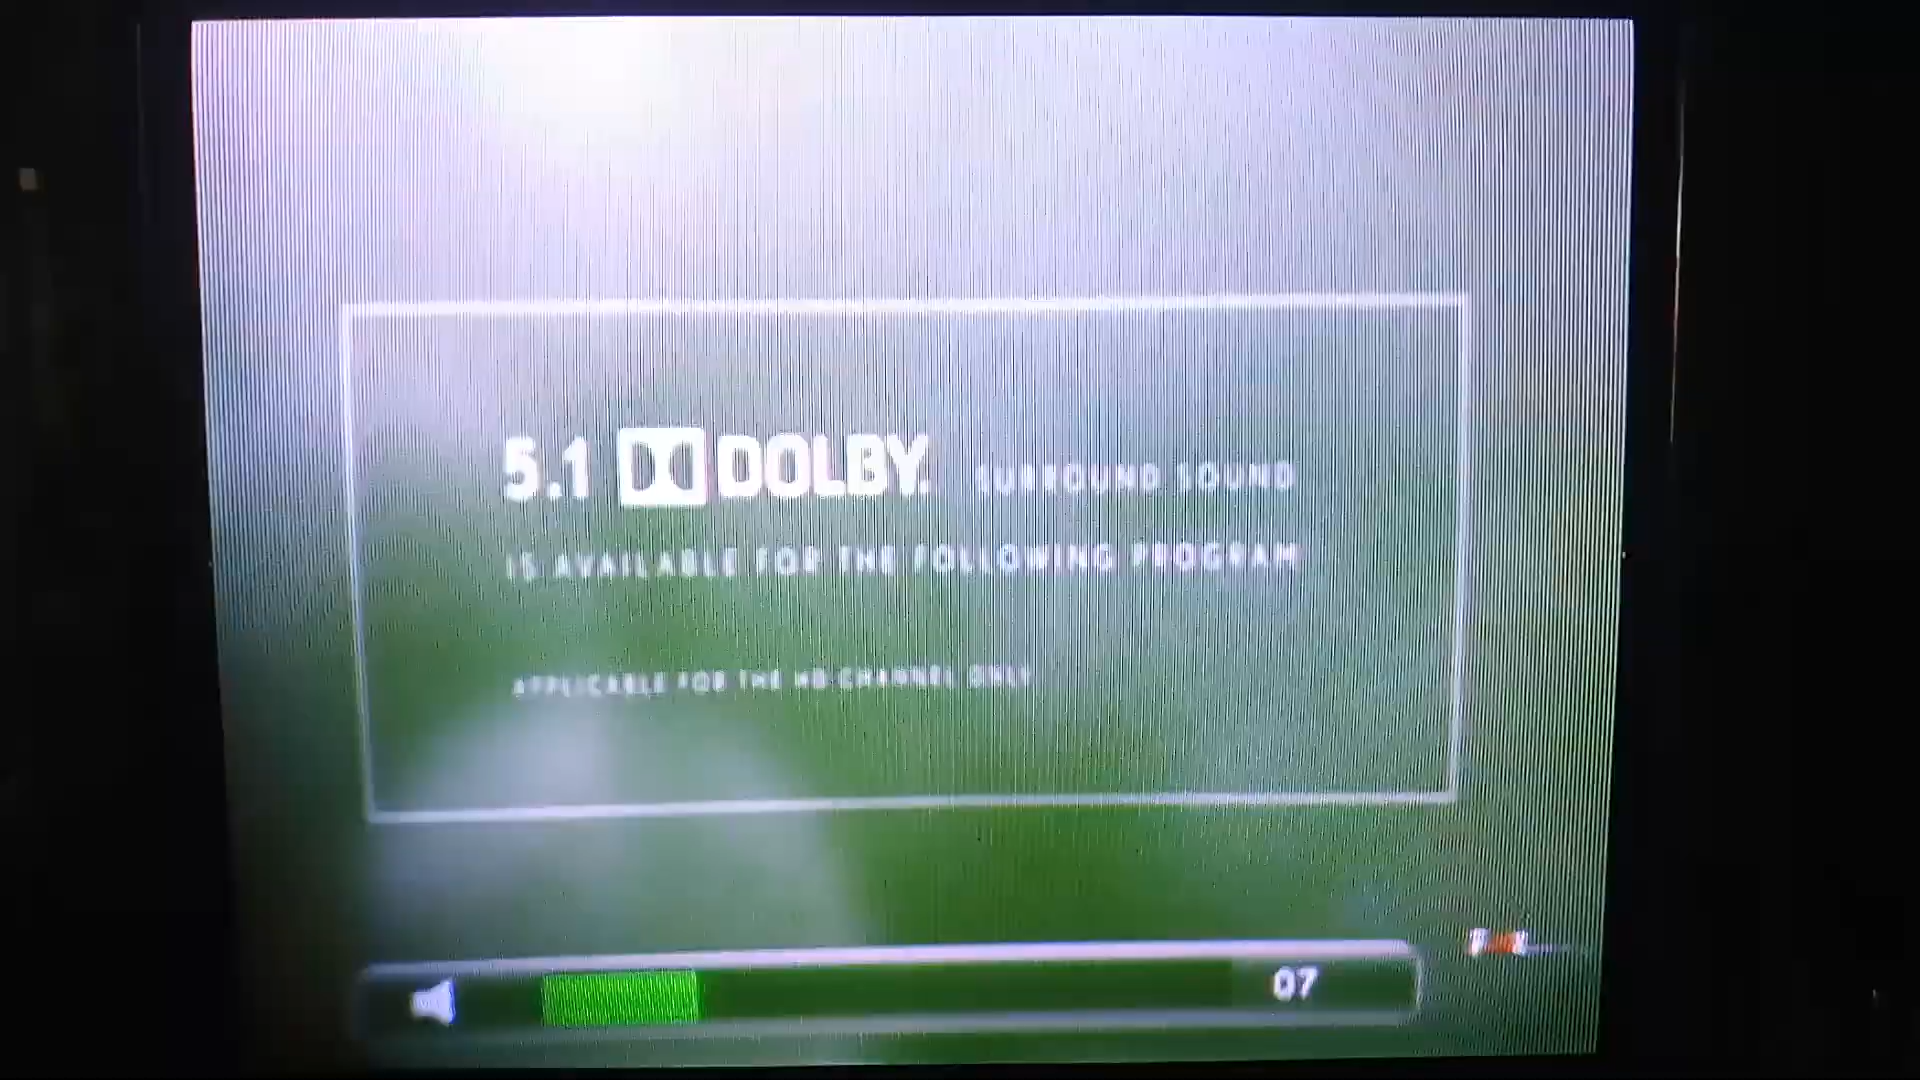 5.1 DOLBY. SURROUND SOUND
IS AVAILABLE FOR THE FOLLOWING PROGRAM
APPLICABLE FOR THE HD CHANNEL ONLY
07